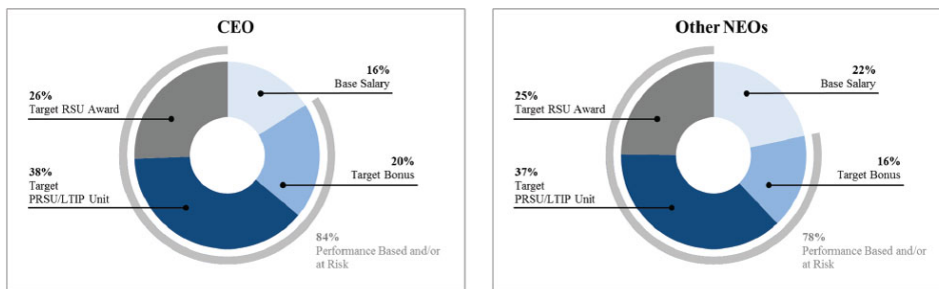 CEO
16%
Base Salary
26%
Target RSU Award
20%
Target Bonus
38%
Target
PRSU/LTIP Unit
84%
Performance Based and/or
at Risk
Other NEOs
22%
Base Salary
25%
Target RSU Award
16%
Target Bonus
37%
Target
PRSU/LTIP Unit
78%
Performance Based and/or
at Risk